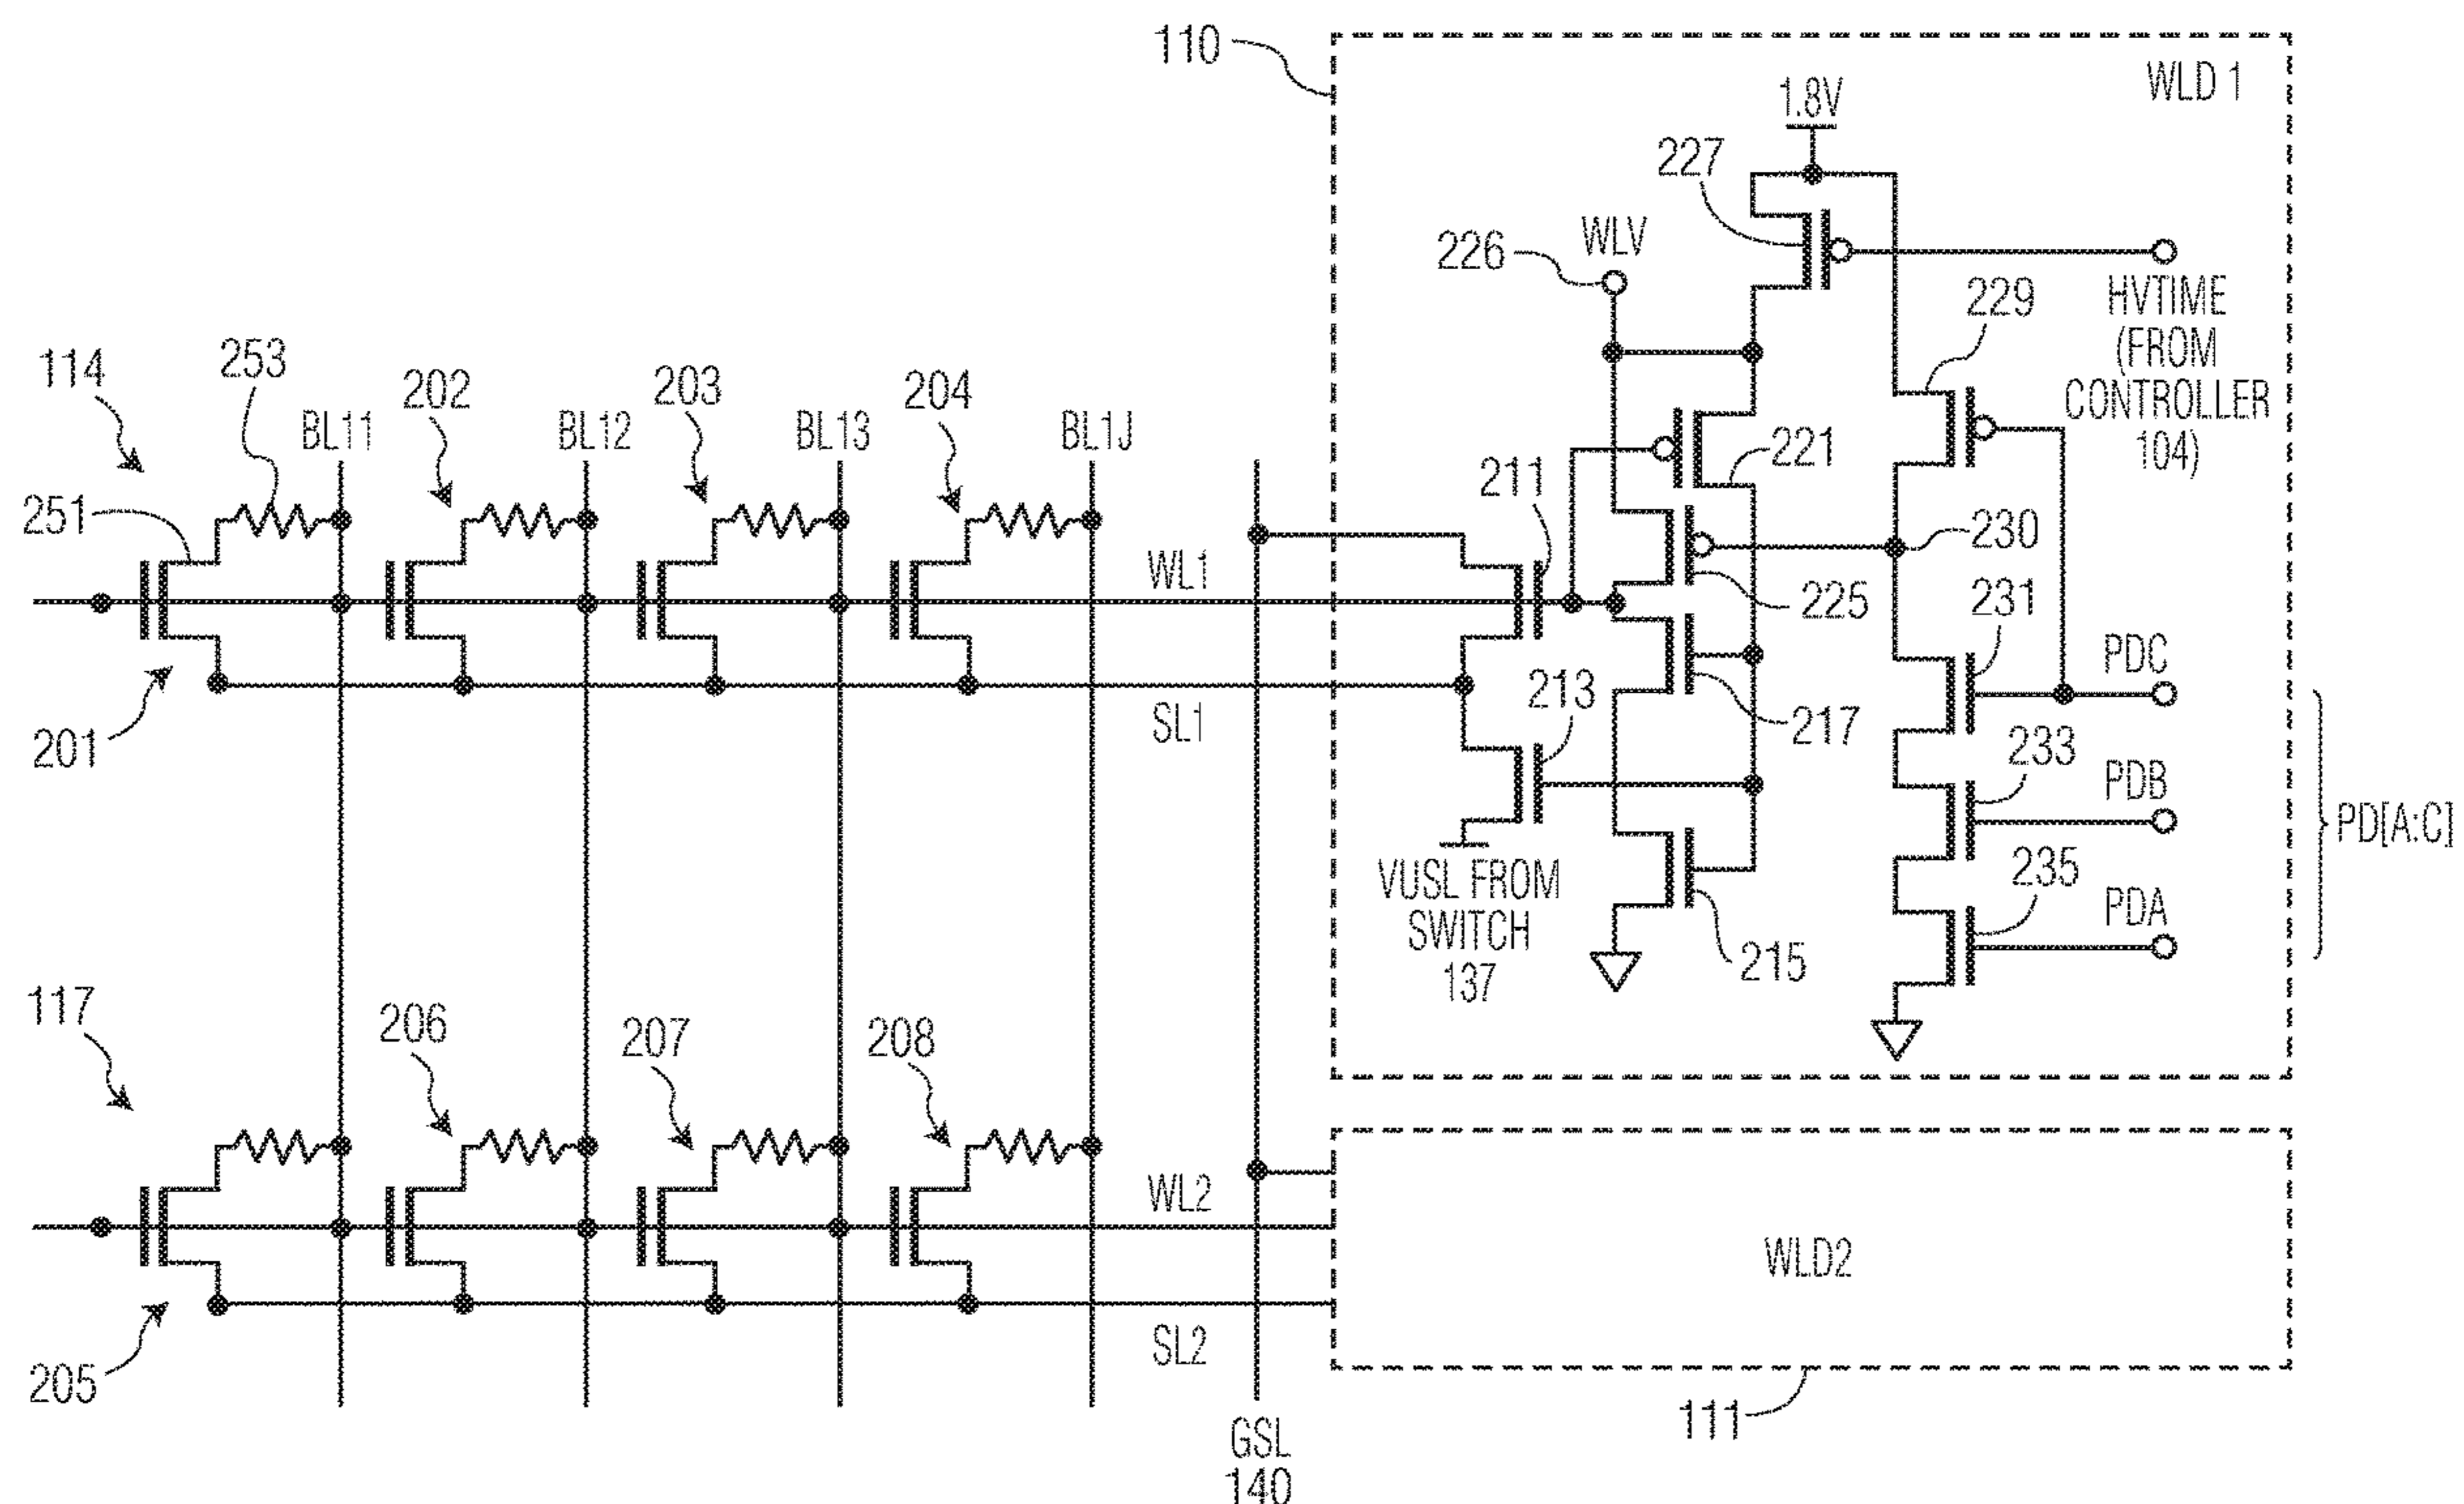 110
WLD 1
1.8V
227
WLV
226
HVTIME
(FROM
CONTROLLER
104)
229
114
253
202
203
204
BL11
BL12
BL13
BL1J
251
211
221
230
WL1
225
231
PDC
201
SL1
213
217
233
PDB
PD[A:C]
VUSL FROM
SWITCH
137
235
PDA
215
117
206
207
208
WL2
WLD2
205
SL2
111
GSL
140